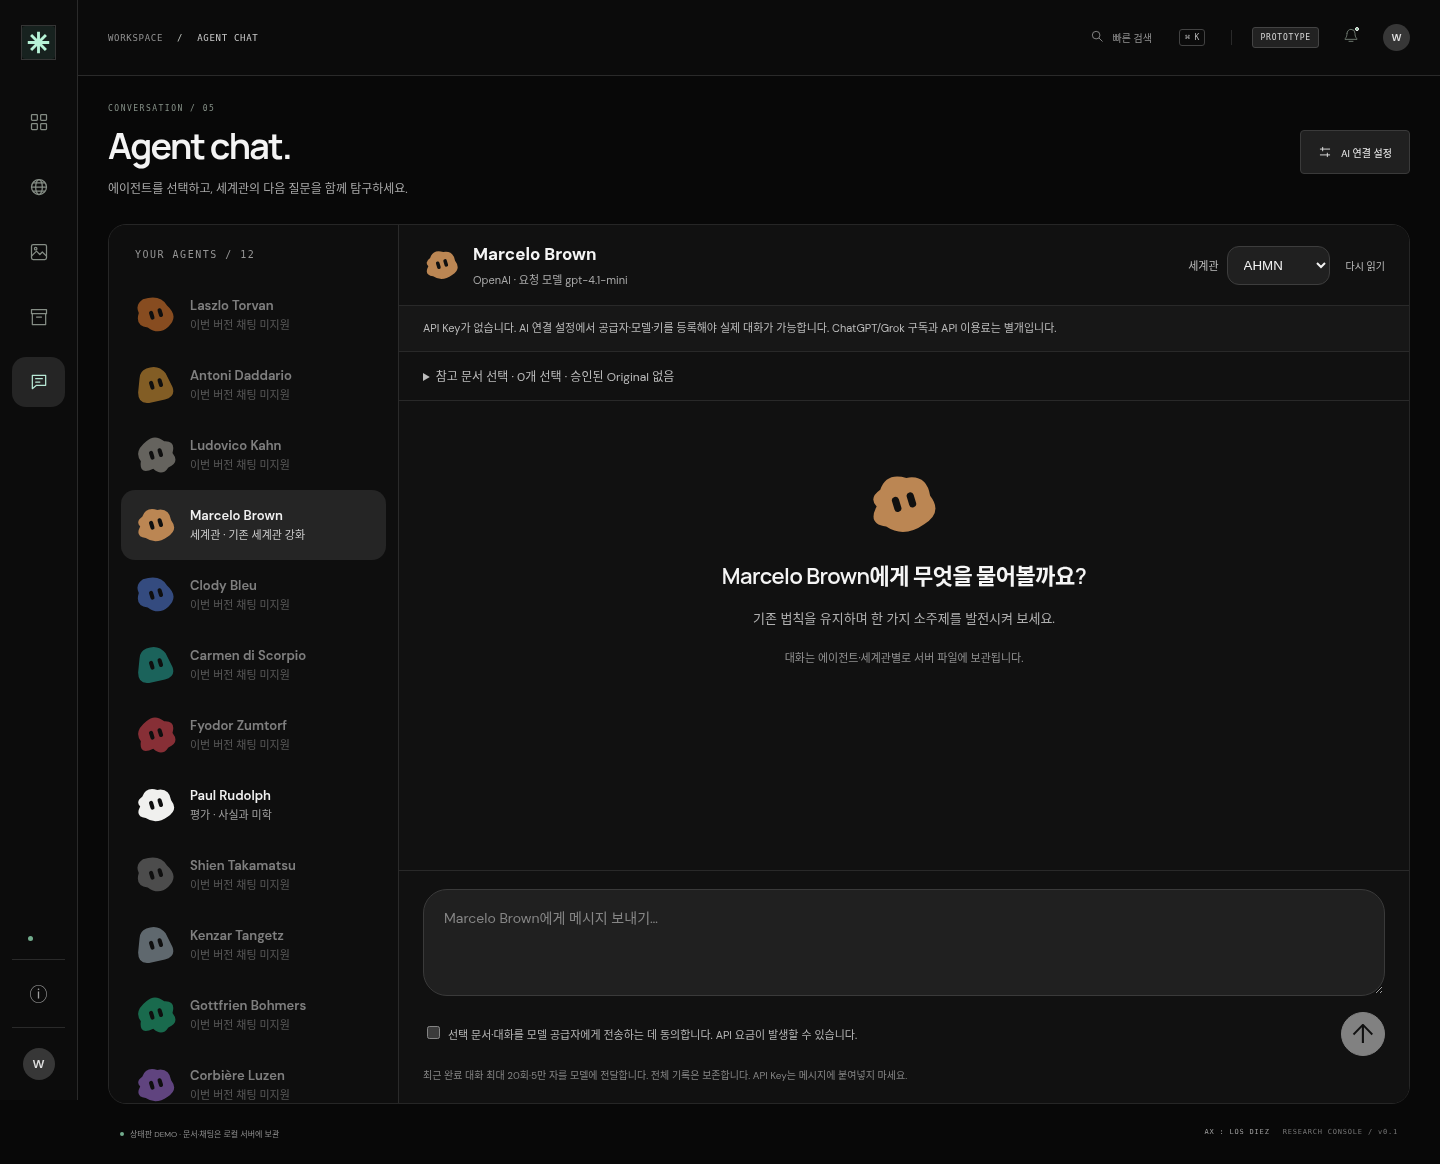 WORKSPACE / AGENT CHAT
빠른 검색
⌘ K
PROTOTYPE
W
CONVERSATION / 05
Agent chat.
에이전트를 선택하고, 세계관의 다음 질문을 함께 탐구하세요.
AI 연결 설정
YOUR AGENTS / 12
Laszlo Torvan
이번 버전 채팅 미지원
Antoni Daddario
이번 버전 채팅 미지원
Ludovico Kahn
이번 버전 채팅 미지원
Marcelo Brown
세계관 · 기존 세계관 강화
Clody Bleu
이번 버전 채팅 미지원
Carmen di Scorpio
이번 버전 채팅 미지원
Fyodor Zumtorf
이번 버전 채팅 미지원
Paul Rudolph
평가 · 사실과 미학
Shien Takamatsu
이번 버전 채팅 미지원
Kenzar Tangetz
이번 버전 채팅 미지원
Gottfrien Bohmers
이번 버전 채팅 미지원
Corbière Luzen
이번 버전 채팅 미지원
Marcelo Brown
OpenAI · 요청 모델 gpt-4.1-mini
세계관
AHMN
다시 읽기
API Key가 없습니다. AI 연결 설정에서 공급자·모델·키를 등록해야 실제 대화가 가능합니다. ChatGPT/Grok 구독과 API 이용료는 별개입니다.
▶ 참고 문서 선택 · 0개 선택 · 승인된 Original 없음
Marcelo Brown에게 무엇을 물어볼까요?
기존 법칙을 유지하며 한 가지 소주제를 발전시켜 보세요.
대화는 에이전트·세계관별로 서버 파일에 보관됩니다.
Marcelo Brown에게 메시지 보내기…
선택 문서·대화를 모델 공급자에게 전송하는 데 동의합니다. API 요금이 발생할 수 있습니다.
최근 완료 대화 최대 20회·5만 자를 모델에 전달합니다. 전체 기록은 보존합니다. API Key는 메시지에 붙여넣지 마세요.
W
상태판 DEMO · 문서·채팅은 로컬 서버에 보관
AX : LOS DIEZ RESEARCH CONSOLE / v0.1